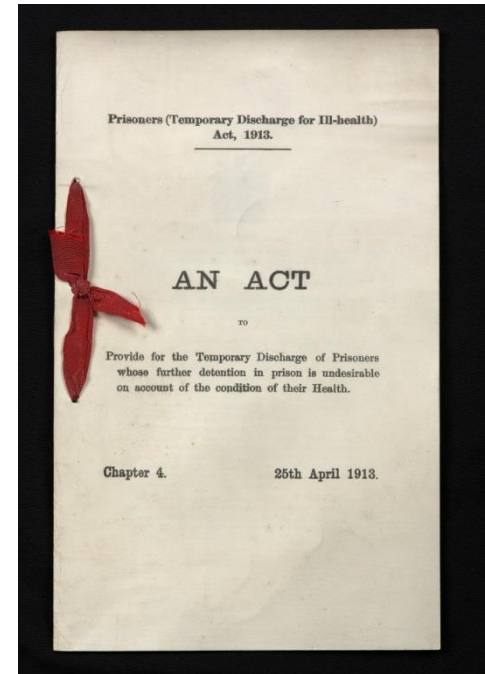 Prisoners (Temporary Discharge for Ill-health)
Act, 1913.
AN ACT
TO
Provide for the Temporary Discharge of Prisoners
whose further detention in prison is undesirable
on account of the condition of their Health.
Chapter 4. 25th April 1913.